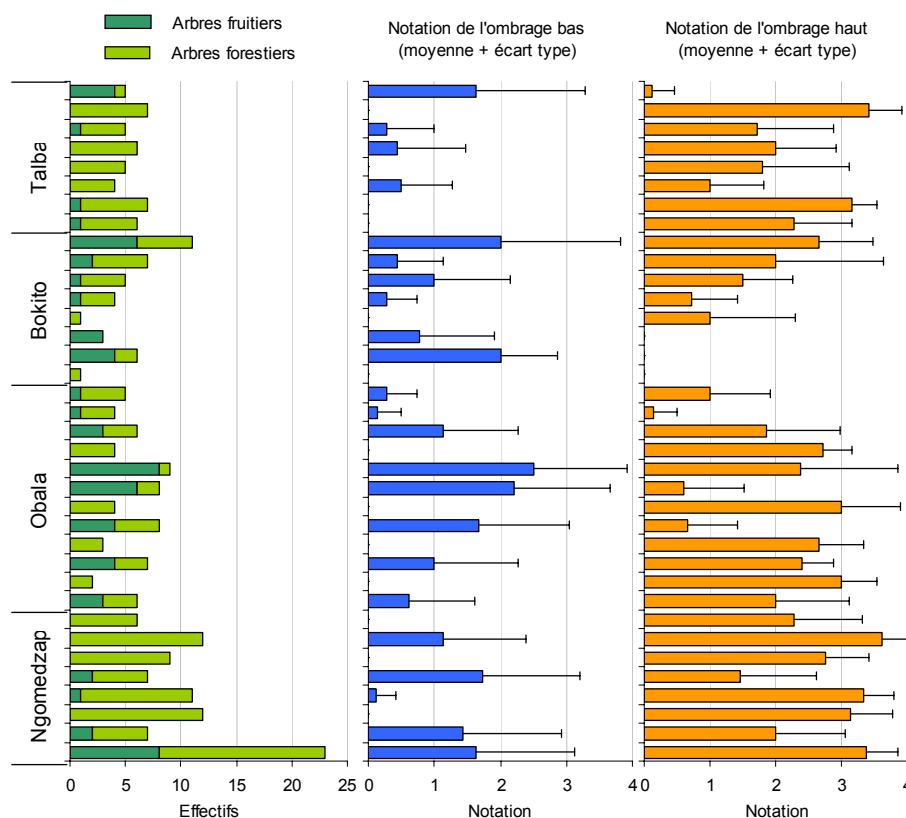 Arbres fruitiers
Arbres forestiers
Notation de l'ombrage bas
(moyenne + écart type)
Notation de l'ombrage haut
(moyenne + écart type)
Talba
Bokito
Obala
Ngomedzap
0 5 10 15 20 25
Effectifs
0 1 2 3 4
Notation
0 1 2 3 4
Notation